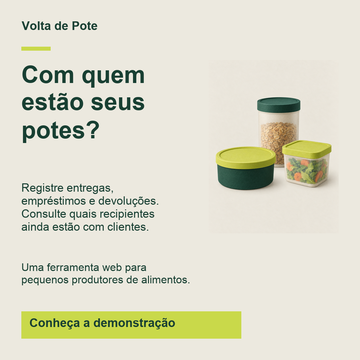 Volta de Pote
Com quem
estão seus
potes?
Registre entregas,
empréstimos e devoluções.
Consulte quais recipientes
ainda estão com clientes.
Uma ferramenta web para
pequenos produtores de alimentos.
Conheça a demonstração